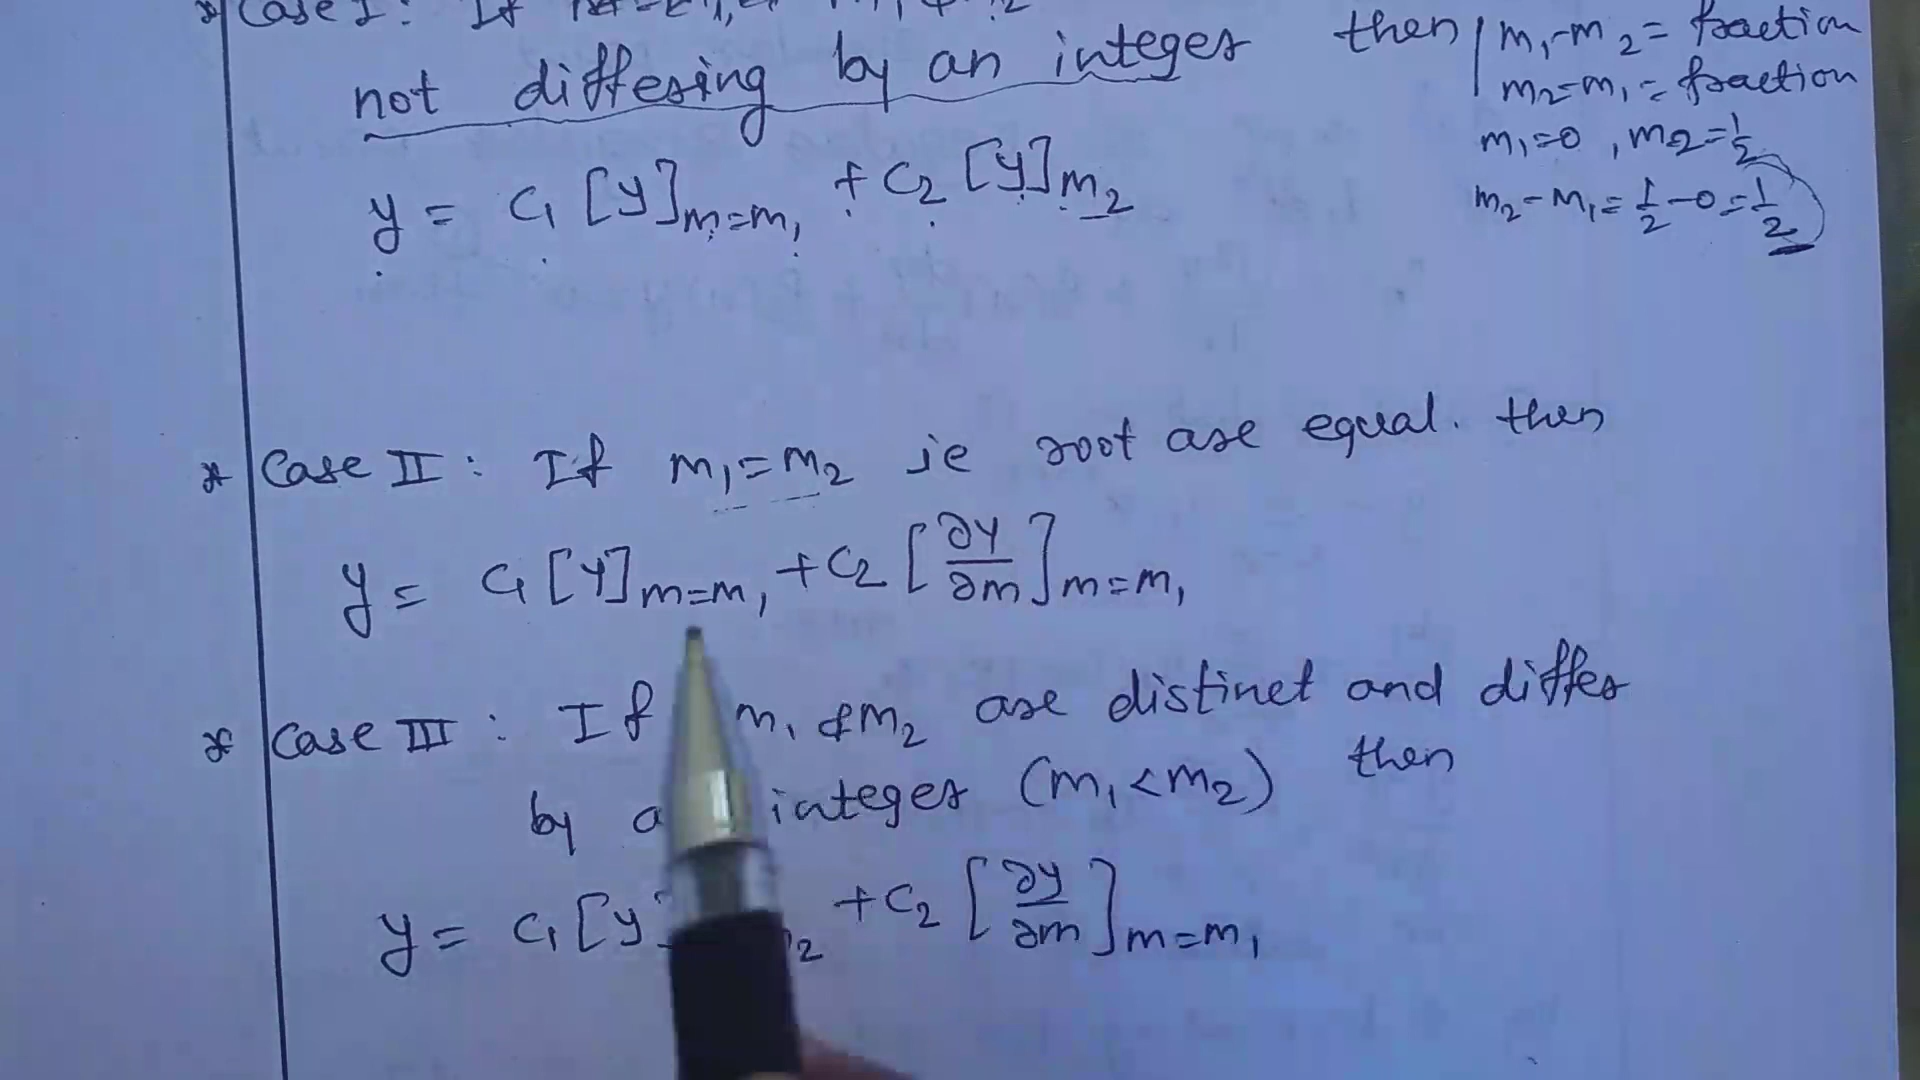 * Case I : If
not differing by an integer then
m₁-m₂ = fraction
m₂-m₁ = fraction
m₁=0 , m₂=1/2
m₂-m₁ = 1/2-0 = 1/2
y = C₁ [y]m=m₁ + C₂ [y]m₂
* Case II : If m₁=m₂ ie root are equal. then
y = C₁ [y]m=m₁ + C₂ [∂y/∂m]m=m₁
* Case III : If m₁ & m₂ are distinct and differ
by a integer (m₁<m₂) then
y = C₁ [y] ₂ + C₂ [∂y/∂m]m=m₁